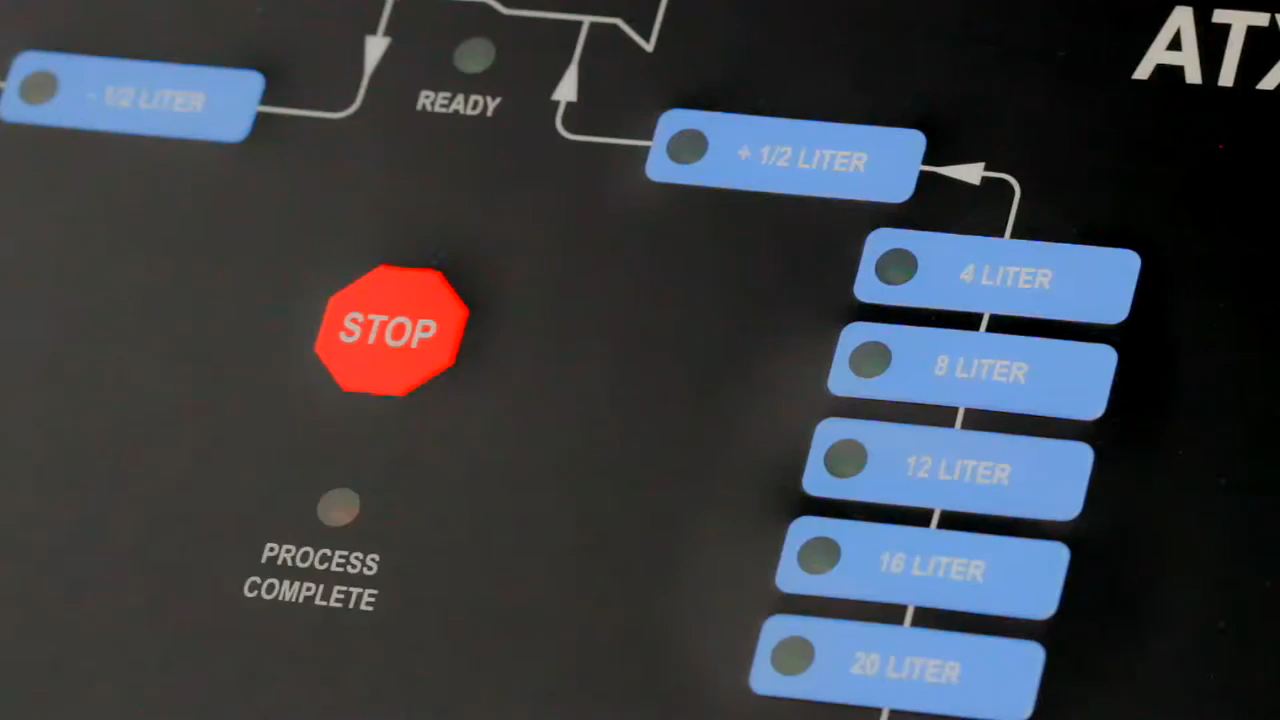 ATX
- 1/2 LITER
READY
+ 1/2 LITER
4 LITER
STOP
8 LITER
12 LITER
PROCESS
COMPLETE
16 LITER
20 LITER